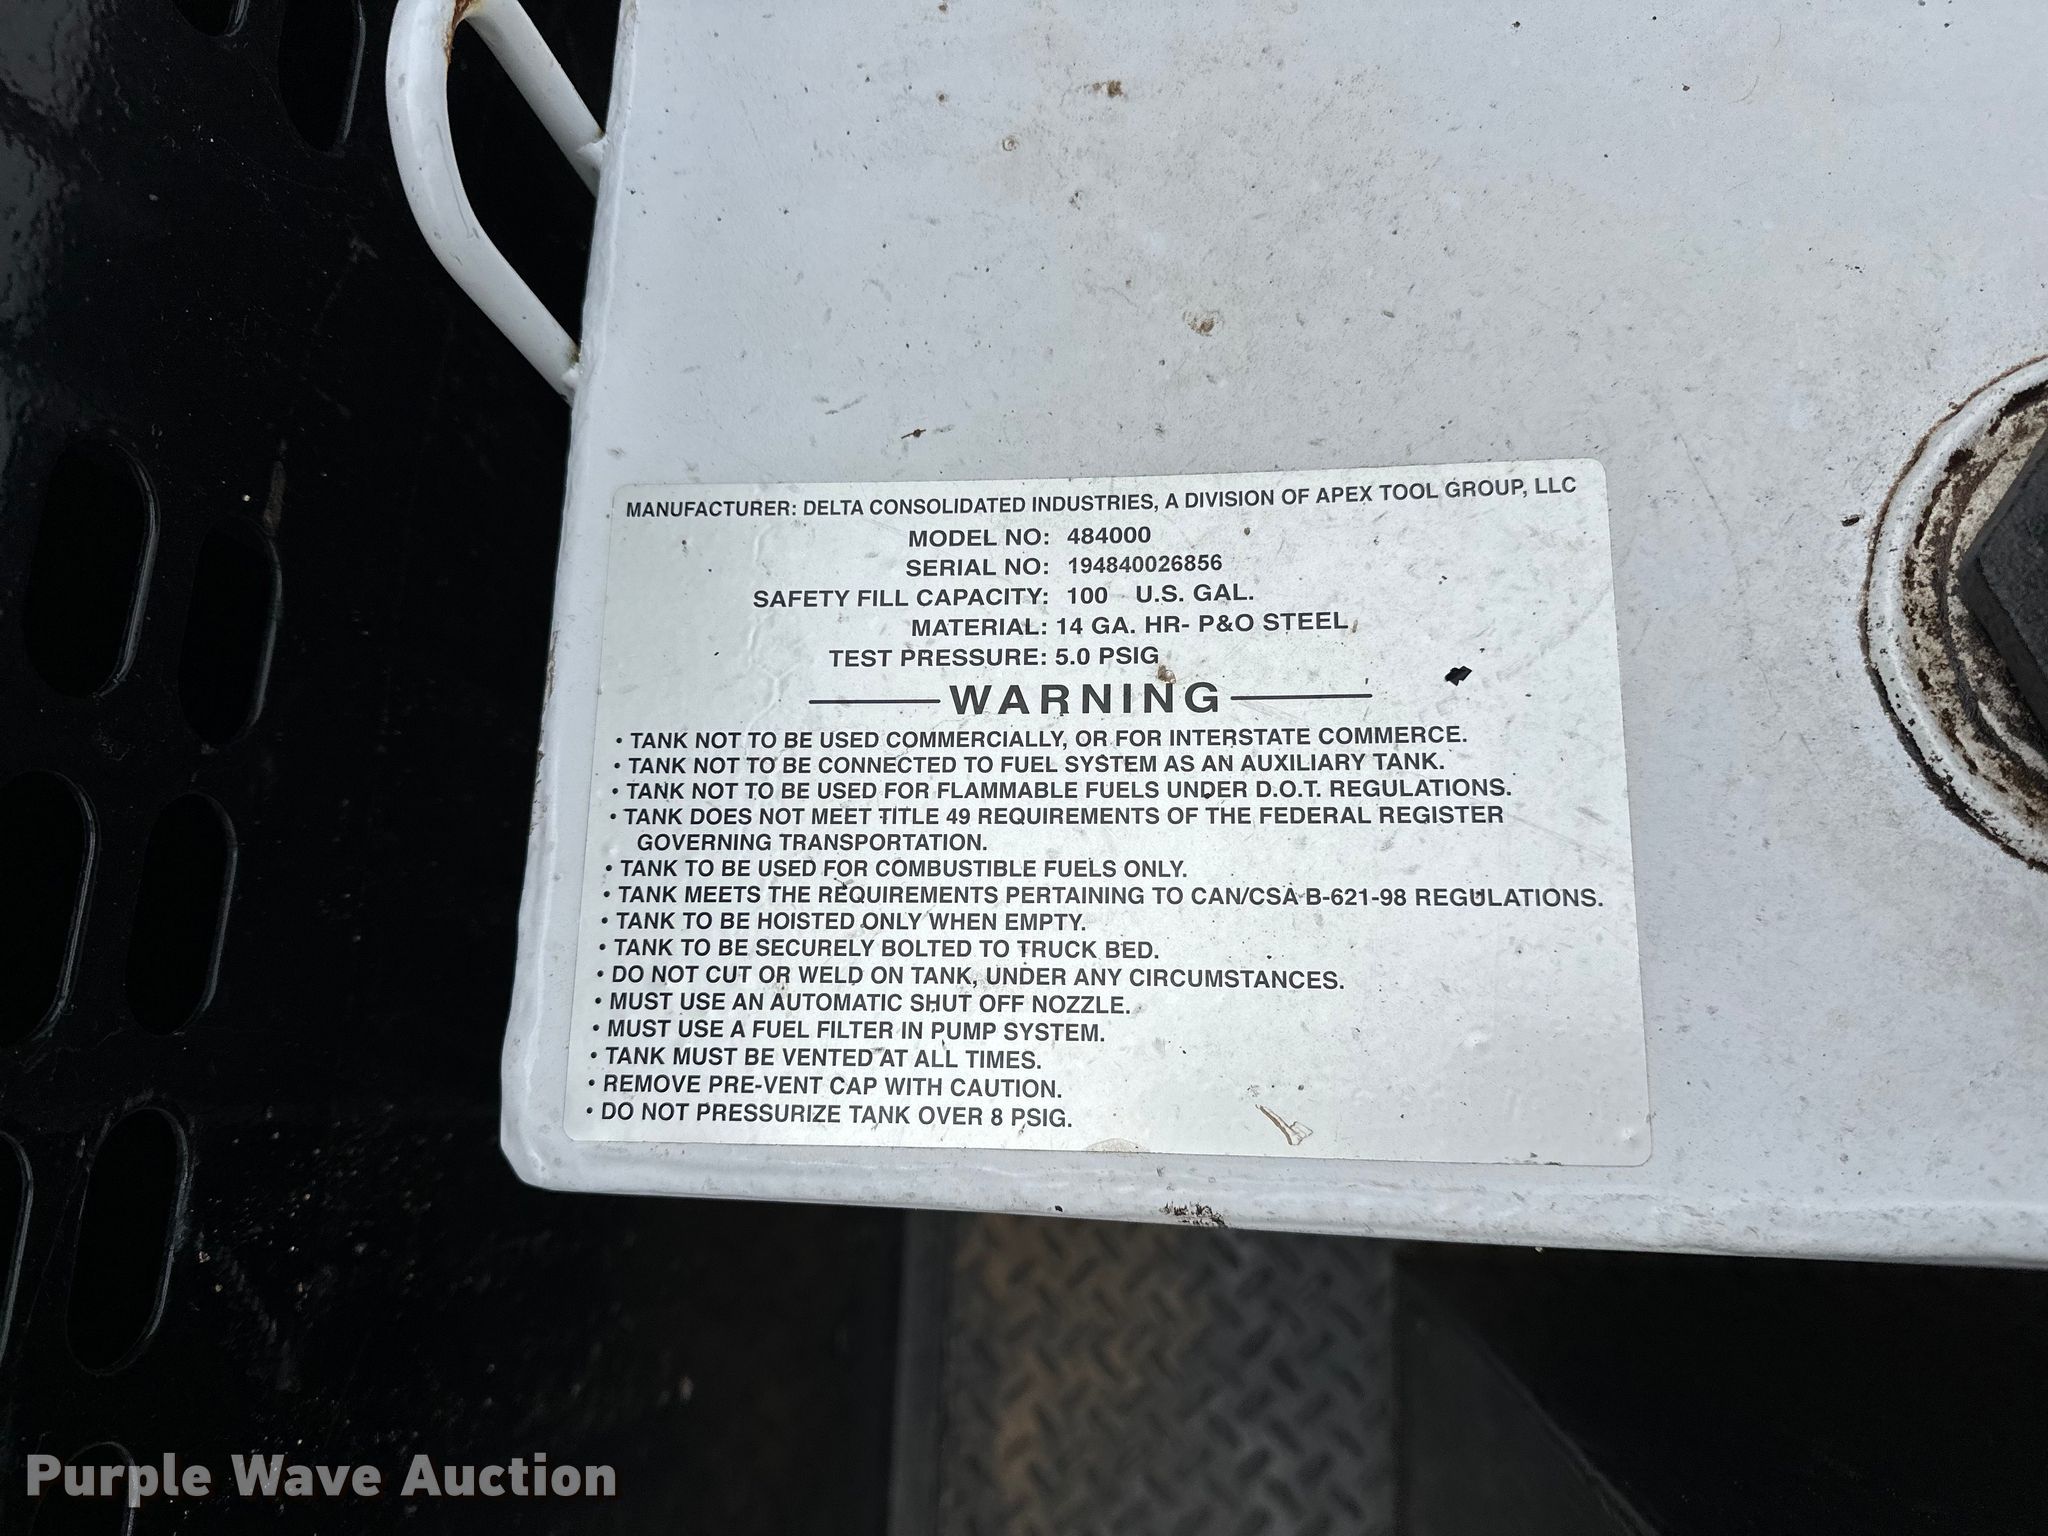 MANUFACTURER: DELTA CONSOLIDATED INDUSTRIES, A DIVISION OF APEX TOOL GROUP, LLC
MODEL NO: 484000
SERIAL NO: 194840026856
SAFETY FILL CAPACITY: 100 U.S. GAL.
MATERIAL: 14 GA. HR- P&O STEEL
TEST PRESSURE: 5.0 PSIG
WARNING
• TANK NOT TO BE USED COMMERCIALLY, OR FOR INTERSTATE COMMERCE.
• TANK NOT TO BE CONNECTED TO FUEL SYSTEM AS AN AUXILIARY TANK.
• TANK NOT TO BE USED FOR FLAMMABLE FUELS UNDER D.O.T. REGULATIONS.
• TANK DOES NOT MEET TITLE 49 REQUIREMENTS OF THE FEDERAL REGISTER
GOVERNING TRANSPORTATION.
• TANK TO BE USED FOR COMBUSTIBLE FUELS ONLY.
• TANK MEETS THE REQUIREMENTS PERTAINING TO CAN/CSA B-621-98 REGULATIONS.
• TANK TO BE HOISTED ONLY WHEN EMPTY.
• TANK TO BE SECURELY BOLTED TO TRUCK BED.
• DO NOT CUT OR WELD ON TANK, UNDER ANY CIRCUMSTANCES.
• MUST USE AN AUTOMATIC SHUT OFF NOZZLE.
• MUST USE A FUEL FILTER IN PUMP SYSTEM.
• TANK MUST BE VENTED AT ALL TIMES.
• REMOVE PRE-VENT CAP WITH CAUTION.
• DO NOT PRESSURIZE TANK OVER 8 PSIG.
Purple Wave Auction